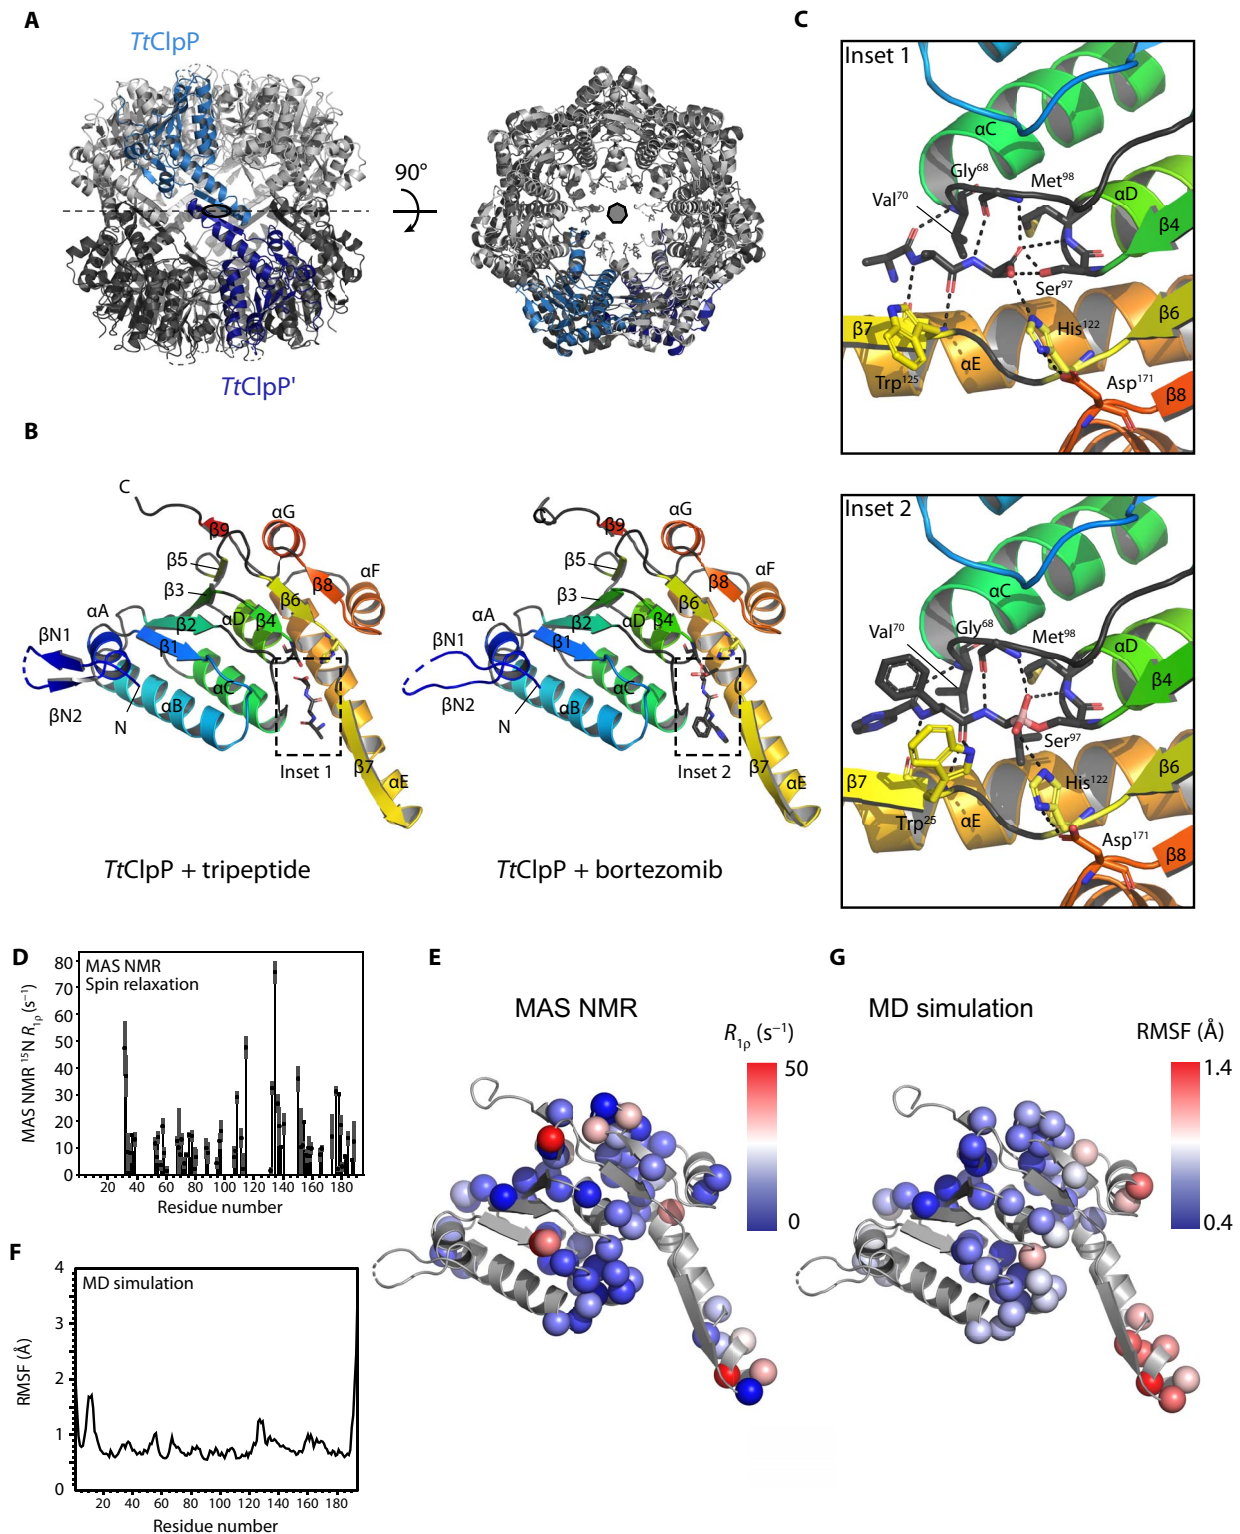 A
TtClpP
90°
TtClpP'
C
Inset 1
αC
Gly68
Met98
αD
Val70
β4
Ser97
β6
β7
His122
αE
Trp125
Asp171
β8
B
C
αG
β9
β5
αF
β3
β8
β6
αA
αD
β4
β2
βN1
β1
αC
βN2
αB
N
Inset 1
β7
αE
TtClpP + tripeptide
αG
β9
β5
αF
β3
β8
β6
αA
αD
β4
β2
βN1
β1
αC
βN2
αB
N
Inset 2
β7
αE
TtClpP + bortezomib
Inset 2
αC
Val70
Gly68
Met98
αD
β4
Ser97
β6
β7
His122
Trp25
αE
Asp171
β8
D
MAS NMR
Spin relaxation
MAS NMR 15N R1ρ (s−1)
80
70
60
50
40
30
20
10
0
20 40 60 80 100 120 140 160 180
Residue number
E
MAS NMR
R1ρ (s−1)
50
0
G
MD simulation
RMSF (Å)
1.4
0.4
F
MD simulation
RMSF (Å)
4
3
2
1
0
20 40 60 80 100 120 140 160 180
Residue number